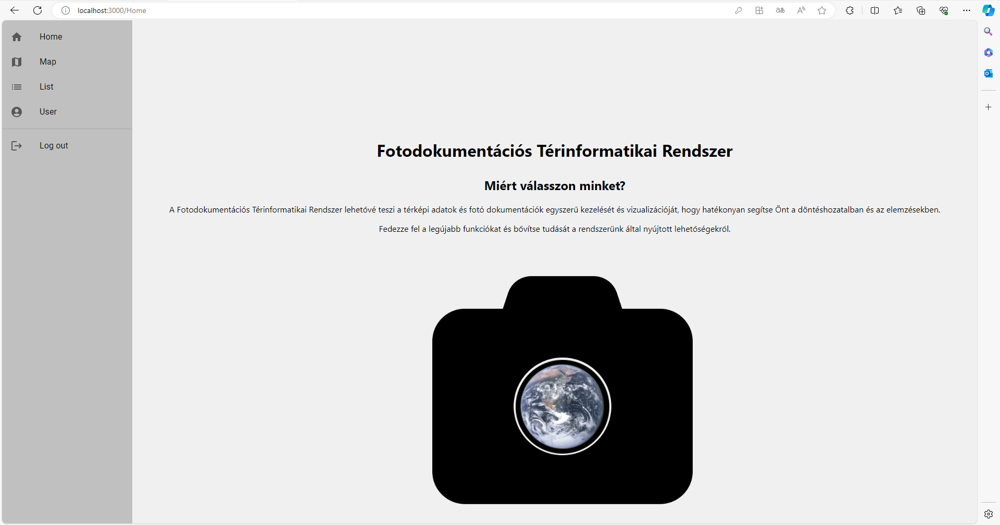 localhost:3000/Home
Home
Map
List
User
Log out
Fotodokumentációs Térinformatikai Rendszer
Miért válasszon minket?
A Fotodokumentációs Térinformatikai Rendszer lehetővé teszi a térképi adatok és fotó dokumentációk egyszerű kezelését és vizualizációját, hogy hatékonyan segítse Önt a döntéshozatalban és az elemzésekben.
Fedezze fel a legújabb funkciókat és bővítse tudását a rendszerünk által nyújtott lehetőségekről.